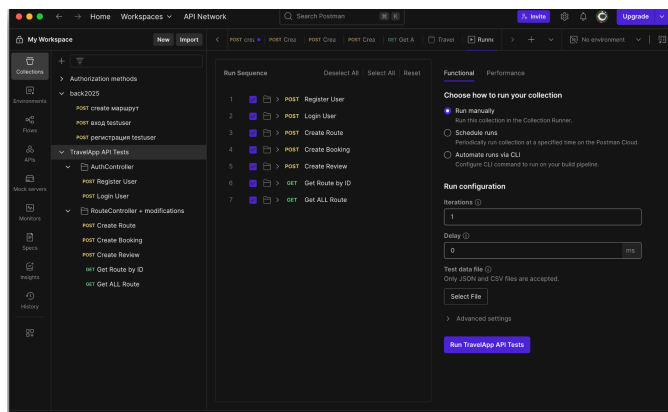 Home Workspaces API Network Search Postman ⌘ K Invite Upgrade
My Workspace New Import POST Crea POST Crea POST Crea GET Get A Travel Runn No environment
Collections
Environments
Flows
APIs
Mock servers
Monitors
Specs
Insights
History
Authorization methods
back2025
POST create маршрут
POST вход testuser
POST регистрация testuser
TravelApp API Tests
AuthController
POST Register User
POST Login User
RouteController + modifications
POST Create Route
POST Create Booking
POST Create Review
GET Get Route by ID
GET Get ALL Route
Run Sequence Deselect All Select All Reset
1 POST Register User
2 POST Login User
3 POST Create Route
4 POST Create Booking
5 POST Create Review
6 GET Get Route by ID
7 GET Get ALL Route
Functional Performance
Choose how to run your collection
Run manually
Run this collection in the Collection Runner.
Schedule runs
Periodically run collection at a specified time on the Postman Cloud.
Automate runs via CLI
Configure CLI command to run on your build pipeline.
Run configuration
Iterations
1
Delay
0 ms
Test data file
Only JSON and CSV files are accepted.
Select File
Advanced settings
Run TravelApp API Tests